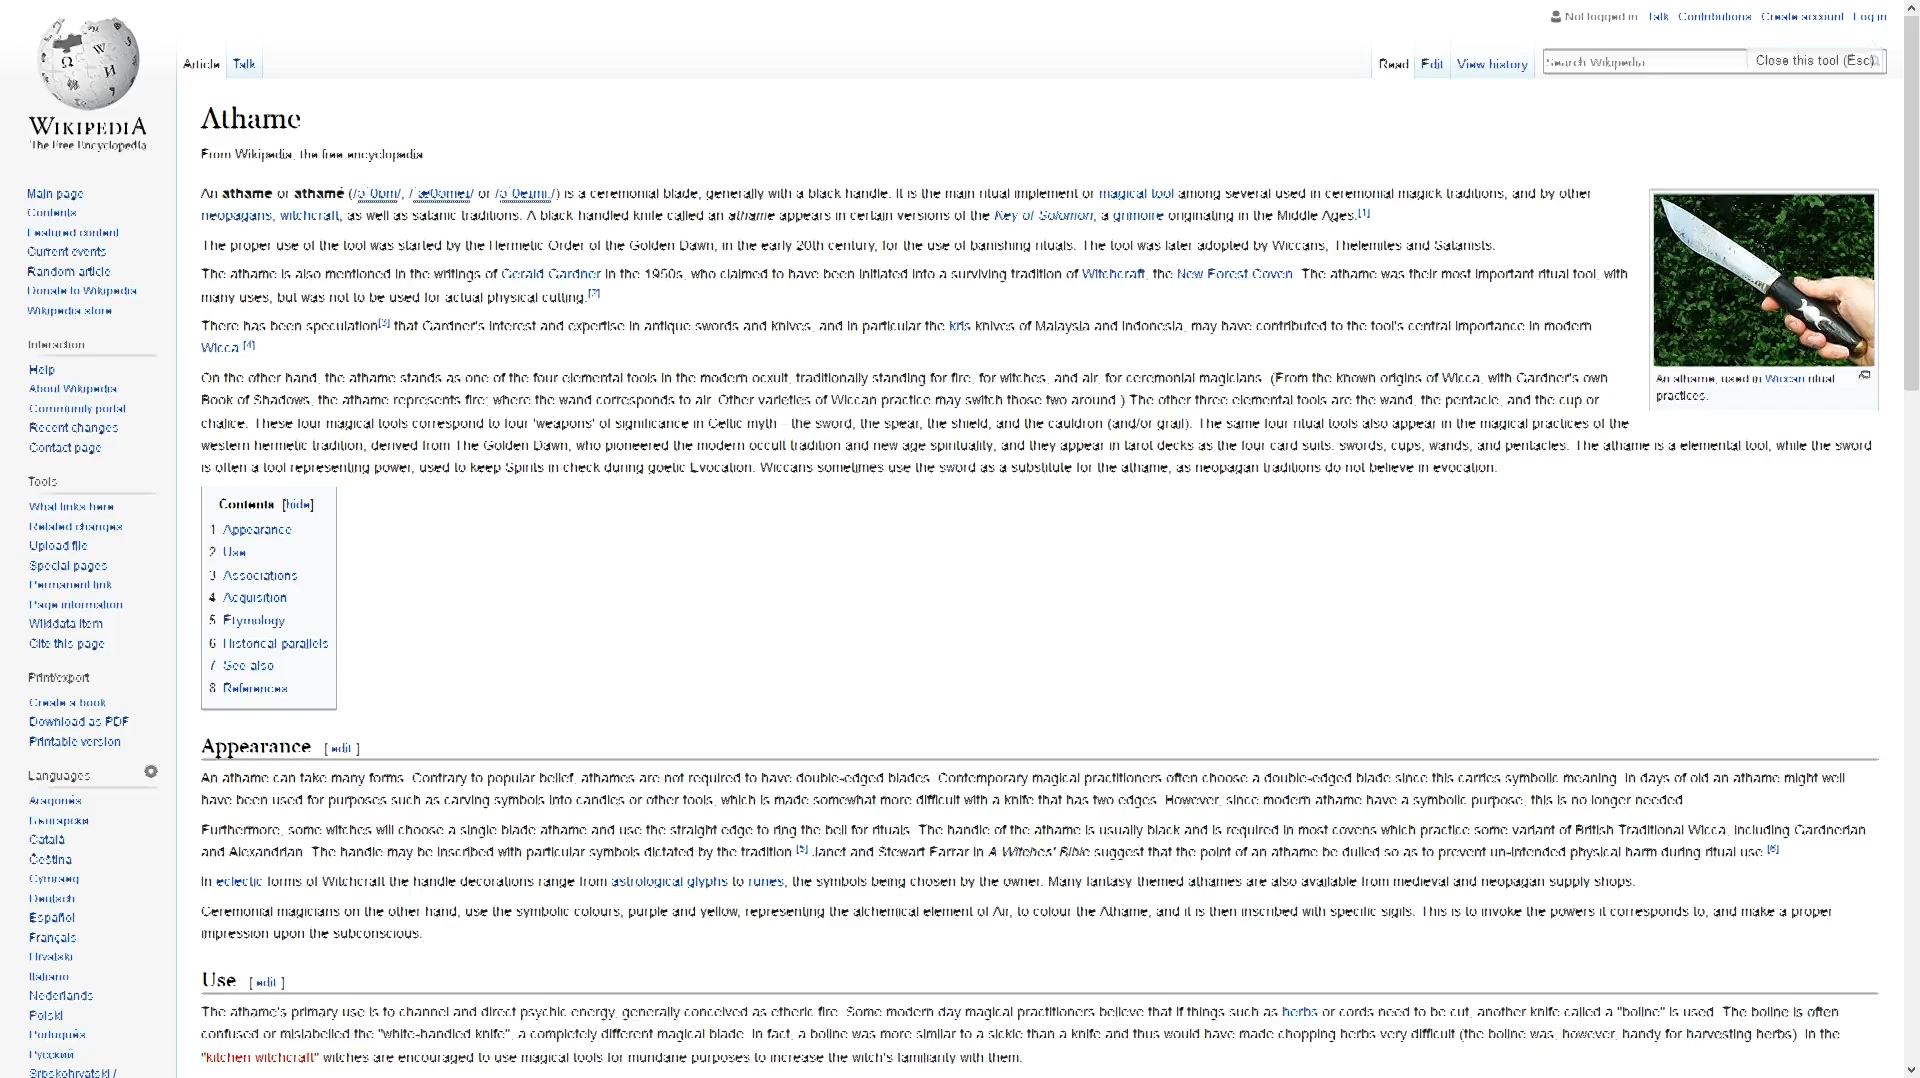 Not logged in Talk Contributions Create account Log in
Article Talk
Read Edit View history
Search Wikipedia
Close this tool (Esc)
WIKIPEDIA
The Free Encyclopedia
Main page
Contents
Featured content
Current events
Random article
Donate to Wikipedia
Wikipedia store
Interaction
Help
About Wikipedia
Community portal
Recent changes
Contact page
Tools
What links here
Related changes
Upload file
Special pages
Permanent link
Page information
Wikidata item
Cite this page
Print/export
Create a book
Download as PDF
Printable version
Languages
Aragonés
Български
Català
Čeština
Cymraeg
Deutsch
Español
Français
Hrvatski
Italiano
Nederlands
Polski
Português
Русский
Srpskohrvatski /
Athame
From Wikipedia, the free encyclopedia
An athame or athamé is a ceremonial blade, generally with a black handle. It is the main ritual implement or magical tool among several used in ceremonial magick traditions, and by other
neopagans, witchcraft, as well as satanic traditions. A black handled knife called an athame appears in certain versions of the Key of Solomon, a grimoire originating in the Middle Ages.[1]
The proper use of the tool was started by the Hermetic Order of the Golden Dawn, in the early 20th century, for the use of banishing rituals. The tool was later adopted by Wiccans, Thelemites and Satanists.
The athame is also mentioned in the writings of Gerald Gardner in the 1950s, who claimed to have been initiated into a surviving tradition of Witchcraft, the New Forest Coven. The athame was their most important ritual tool, with
many uses, but was not to be used for actual physical cutting.[2]
There has been speculation[3] that Gardner's interest and expertise in antique swords and knives, and in particular the kris knives of Malaysia and Indonesia, may have contributed to the tool's central importance in modern
Wicca.[4]
On the other hand, the athame stands as one of the four elemental tools in the modern occult, traditionally standing for fire, for witches, and air, for ceremonial magicians. (From the known origins of Wicca, with Gardner's own
Book of Shadows, the athame represents fire; where the wand corresponds to air. Other varieties of Wiccan practice may switch those two around.) The other three elemental tools are the wand, the pentacle, and the cup or
chalice. These four magical tools correspond to four 'weapons' of significance in Celtic myth – the sword, the spear, the shield, and the cauldron (and/or grail). The same four ritual tools also appear in the magical practices of the
western hermetic tradition, derived from The Golden Dawn, who pioneered the modern occult tradition and new age spirituality, and they appear in tarot decks as the four card suits: swords, cups, wands, and pentacles. The athame is a elemental tool, while the sword
is often a tool representing power, used to keep Spirits in check during goetic Evocation. Wiccans sometimes use the sword as a substitute for the athame, as neopagan traditions do not believe in evocation.
An athame, used in Wiccan ritual
practices.
Contents [hide]
1 Appearance
2 Use
3 Associations
4 Acquisition
5 Etymology
6 Historical parallels
7 See also
8 References
Appearance [ edit ]
An athame can take many forms. Contrary to popular belief, athames are not required to have double-edged blades. Contemporary magical practitioners often choose a double-edged blade since this carries symbolic meaning. In days of old an athame might well
have been used for purposes such as carving symbols into candles or other tools, which is made somewhat more difficult with a knife that has two edges. However, since modern athame have a symbolic purpose, this is no longer needed.
Furthermore, some witches will choose a single blade athame and use the straight edge to ring the bell for rituals. The handle of the athame is usually black and is required in most covens which practice some variant of British Traditional Wicca, including Gardnerian
and Alexandrian. The handle may be inscribed with particular symbols dictated by the tradition.[5] Janet and Stewart Farrar in A Witches' Bible suggest that the point of an athame be dulled so as to prevent un-intended physical harm during ritual use.[6]
In eclectic forms of Witchcraft the handle decorations range from astrological glyphs to runes, the symbols being chosen by the owner. Many fantasy themed athames are also available from medieval and neopagan supply shops.
Ceremonial magicians on the other hand, use the symbolic colours, purple and yellow, representing the alchemical element of Air, to colour the Athame, and it is then inscribed with specific sigils. This is to invoke the powers it corresponds to, and make a proper
impression upon the subconscious.
Use [ edit ]
The athame's primary use is to channel and direct psychic energy, generally conceived as etheric fire. Some modern day magical practitioners believe that if things such as herbs or cords need to be cut, another knife called a "boline" is used. The boline is often
confused or mislabelled the "white-handled knife", a completely different magical blade. In fact, a boline was more similar to a sickle than a knife and thus would have made chopping herbs very difficult (the boline was, however, handy for harvesting herbs). In the
"kitchen witchcraft" witches are encouraged to use magical tools for mundane purposes to increase the witch's familiarity with them.